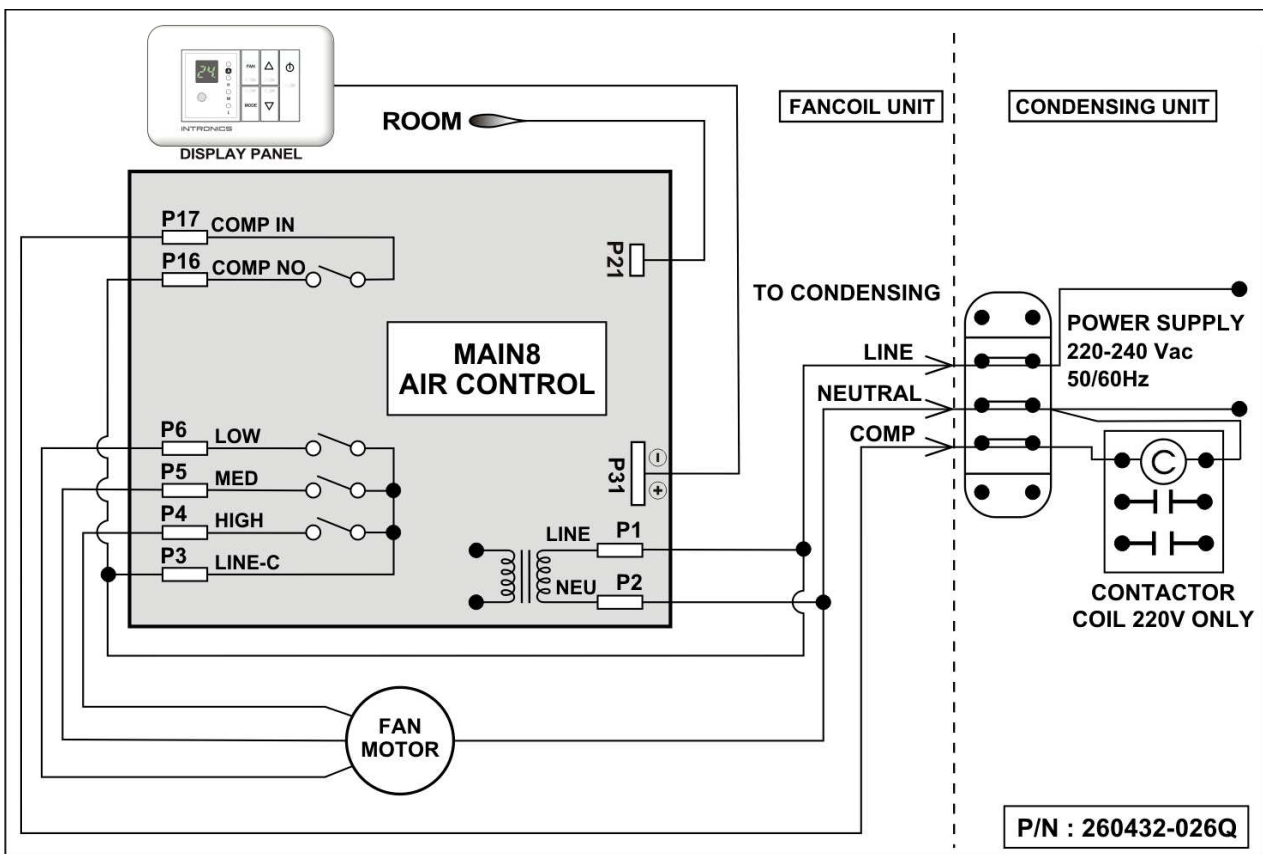 24.
FAN
MODE
INTRONICS
DISPLAY PANEL
ROOM
FANCOIL UNIT
CONDENSING UNIT
P17 COMP IN
P16 COMP NO
P21
TO CONDENSING
MAIN8
AIR CONTROL
POWER SUPPLY
220-240 Vac
50/60Hz
LINE
NEUTRAL
COMP
P6 LOW
P5 MED
P4 HIGH
P3 LINE-C
P31
LINE P1
NEU P2
C
CONTACTOR
COIL 220V ONLY
FAN
MOTOR
P/N : 260432-026Q